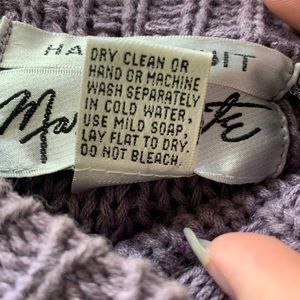 DRY CLEAN OR
HAND OR MACHINE
WASH SEPARATELY
IN COLD WATER,
USE MILD SOAP,
LAY FLAT TO DRY.
DO NOT BLEACH.